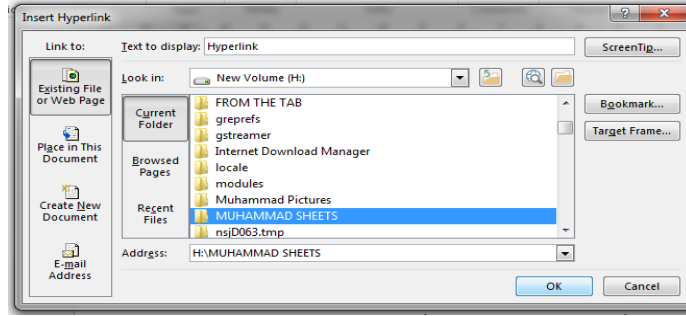 Insert Hyperlink
Link to:
Text to display: Hyperlink
ScreenTip...
Existing File
or Web Page
Look in: New Volume (H:)
Place in This
Document
Create New
Document
E-mail
Address
Current
Folder
Browsed
Pages
Recent
Files
FROM THE TAB
greprefs
gstreamer
Internet Download Manager
locale
modules
Muhammad Pictures
MUHAMMAD SHEETS
nsjD063.tmp
Bookmark...
Target Frame...
Address: H:\MUHAMMAD SHEETS
OK
Cancel